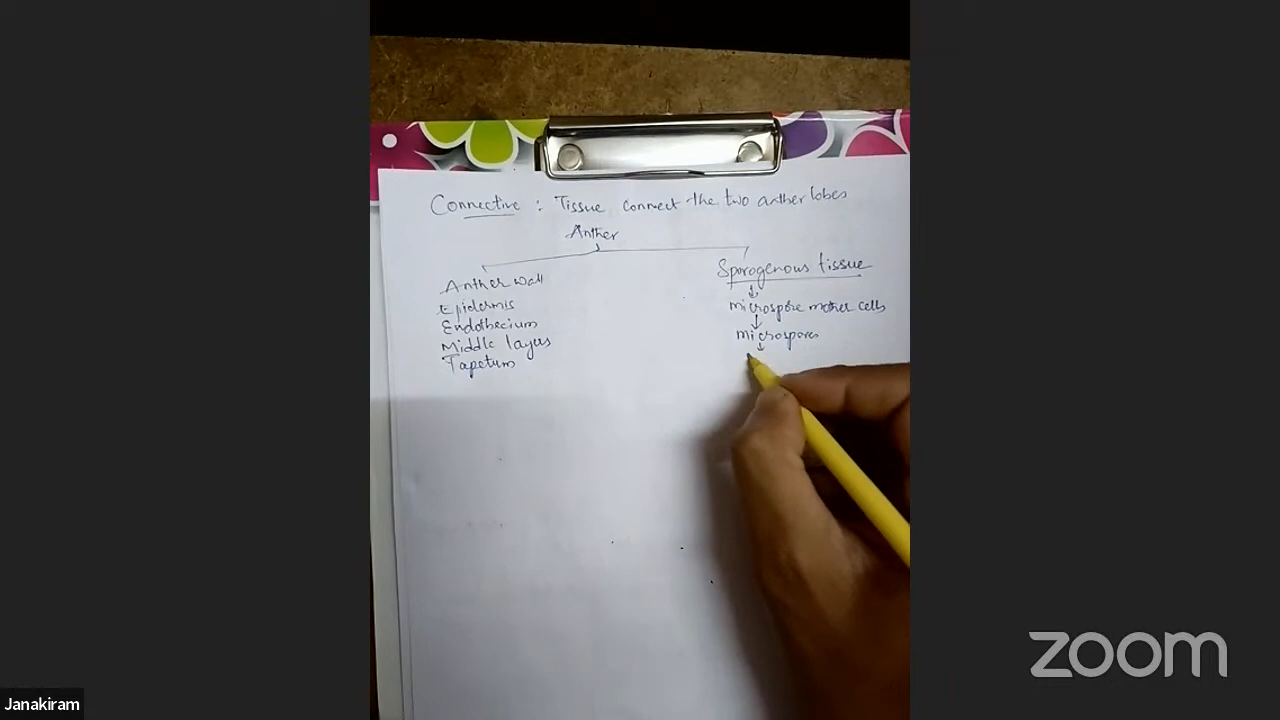 Connective : Tissue connect the two anther lobes
Anther
Anther wall
Epidermis
Endothecium
Middle layers
Tapetum
Sporogenous tissue
microspore mother cells
microspores
zoom
Janakiram